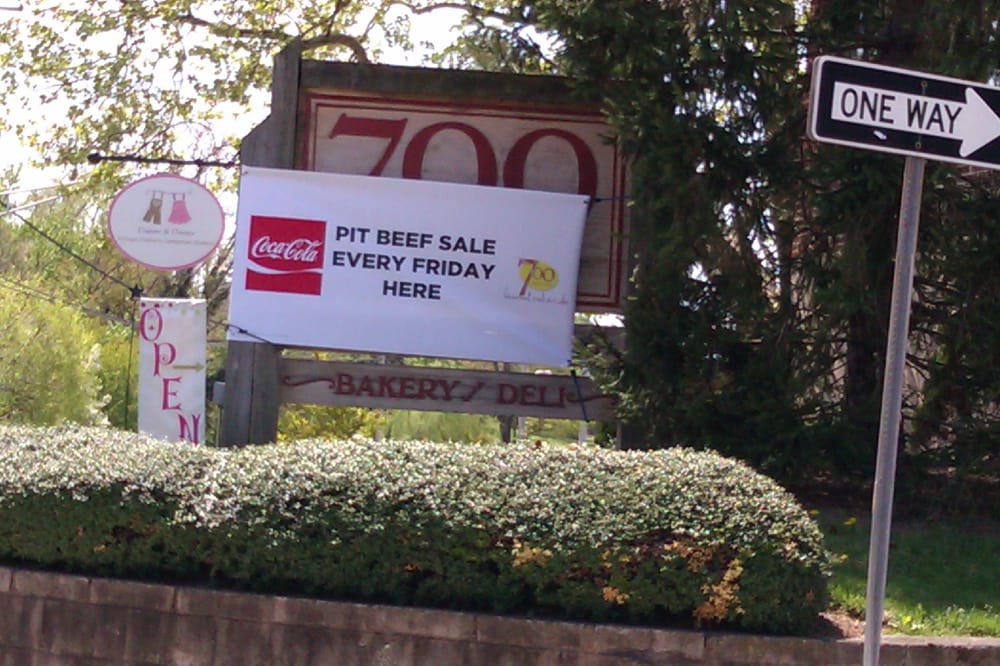 700
ONE WAY
Coca-Cola
PIT BEEF SALE
EVERY FRIDAY
HERE
700
OPEN
BAKERY / DELI